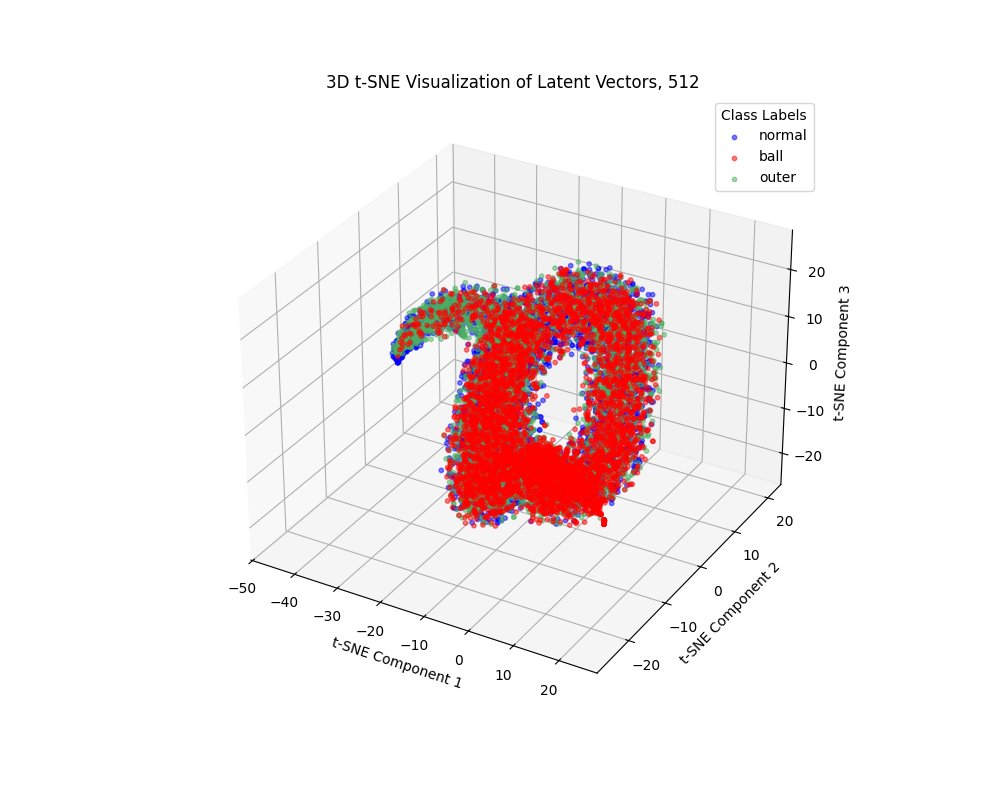 3D t-SNE Visualization of Latent Vectors, 512
Class Labels
normal
ball
outer
20
10
0
−10
−20
t-SNE Component 3
20
10
0
−10
−20
t-SNE Component 2
−50
−40
−30
−20
−10
0
10
20
t-SNE Component 1